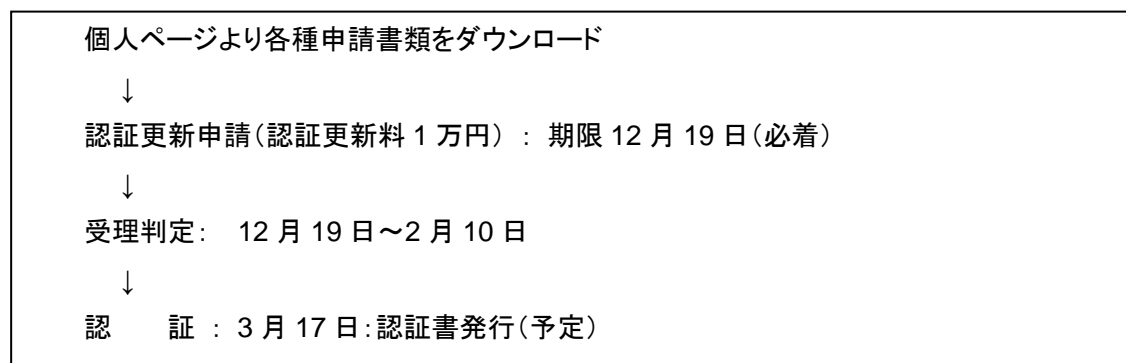 個人ページより各種申請書類をダウンロード
↓
認証更新申請（認証更新料 1 万円） ： 期限 12 月 19 日（必着）
↓
受理判定： 12 月 19 日～2 月 10 日
↓
認　　証 ： 3 月 17 日：認証書発行（予定）